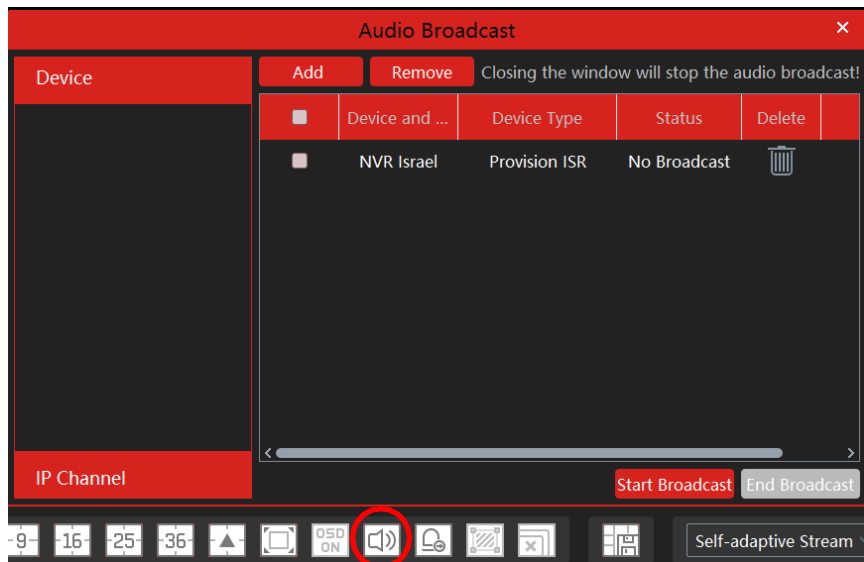 Audio Broadcast
Device
Add Remove Closing the window will stop the audio broadcast!
Device and ... Device Type Status Delete
NVR Israel Provision ISR No Broadcast
IP Channel
Start Broadcast End Broadcast
9 16 25 36 OSD ON Self-adaptive Stream